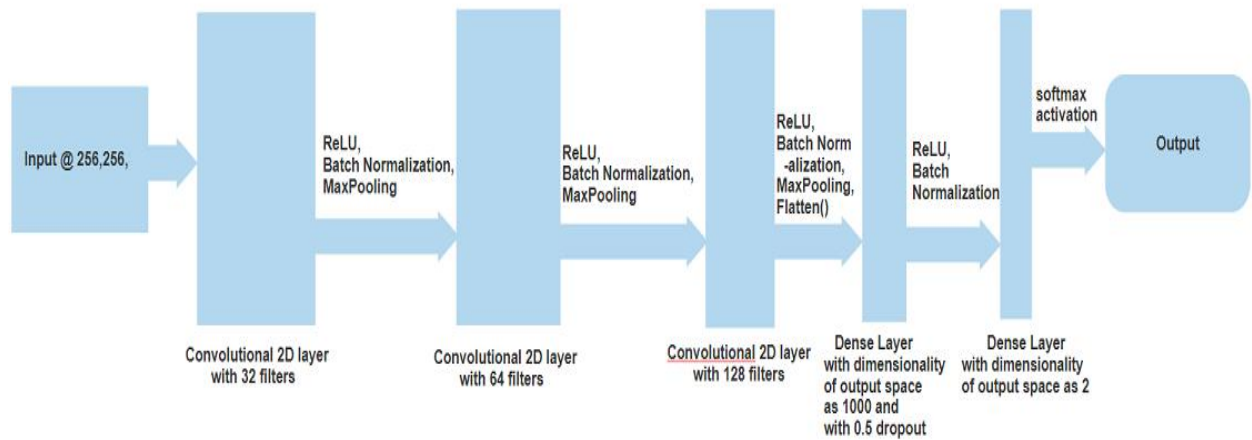 Input @ 256,256,
ReLU,
Batch Normalization,
MaxPooling
ReLU,
Batch Normalization,
MaxPooling
ReLU,
Batch Norm
-alization,
MaxPooling,
Flatten()
ReLU,
Batch
Normalization
softmax
activation
Output
Convolutional 2D layer
with 32 filters
Convolutional 2D layer
with 64 filters
Convolutional 2D layer
with 128 filters
Dense Layer
with dimensionality
of output space
as 1000 and
with 0.5 dropout
Dense Layer
with dimensionality
of output space as 2